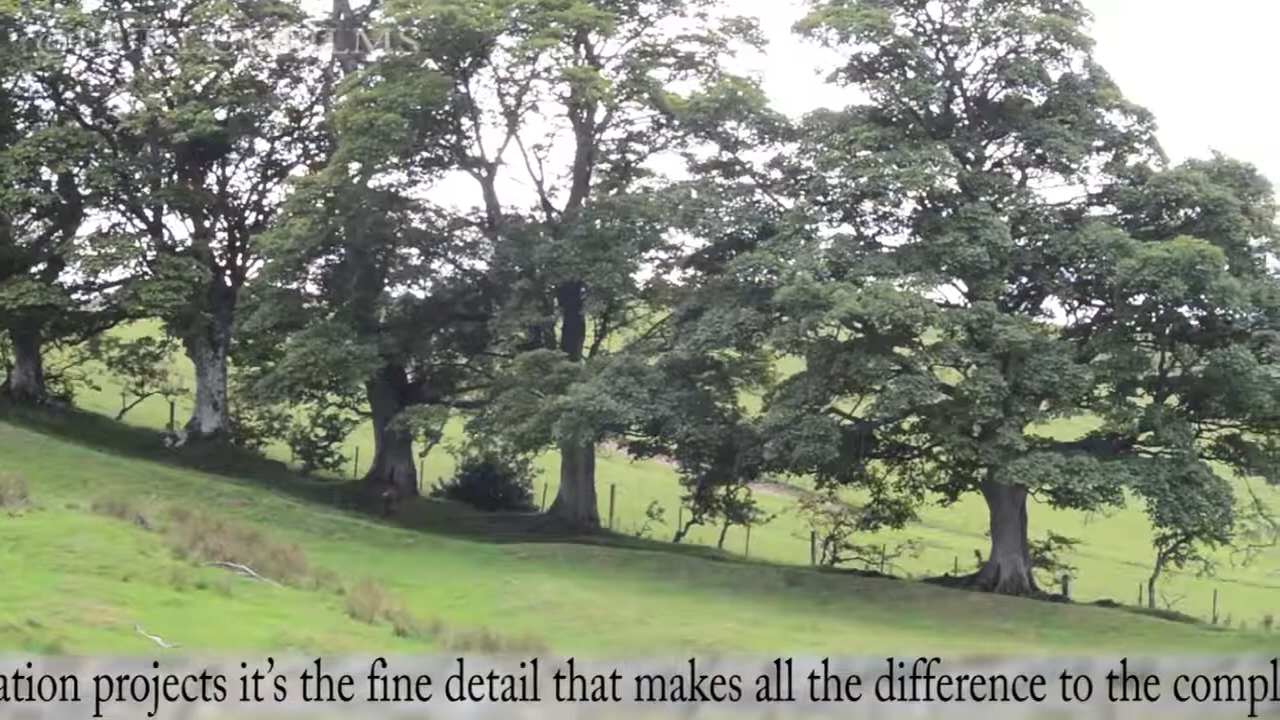 ation projects it's the fine detail that makes all the difference to the compl